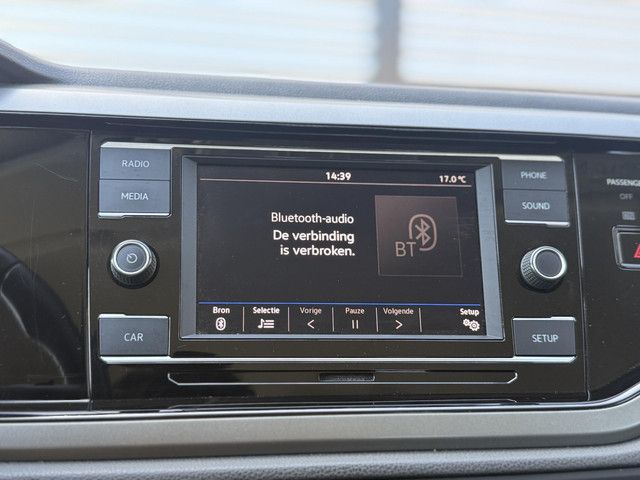 RADIO
MEDIA
CAR
14:39
17.0 °C
Bluetooth-audio
De verbinding
is verbroken.
BT
Bron
Selectie
Vorige
Pauze
Volgende
Setup
PHONE
SOUND
SETUP
PASSENGE
OFF